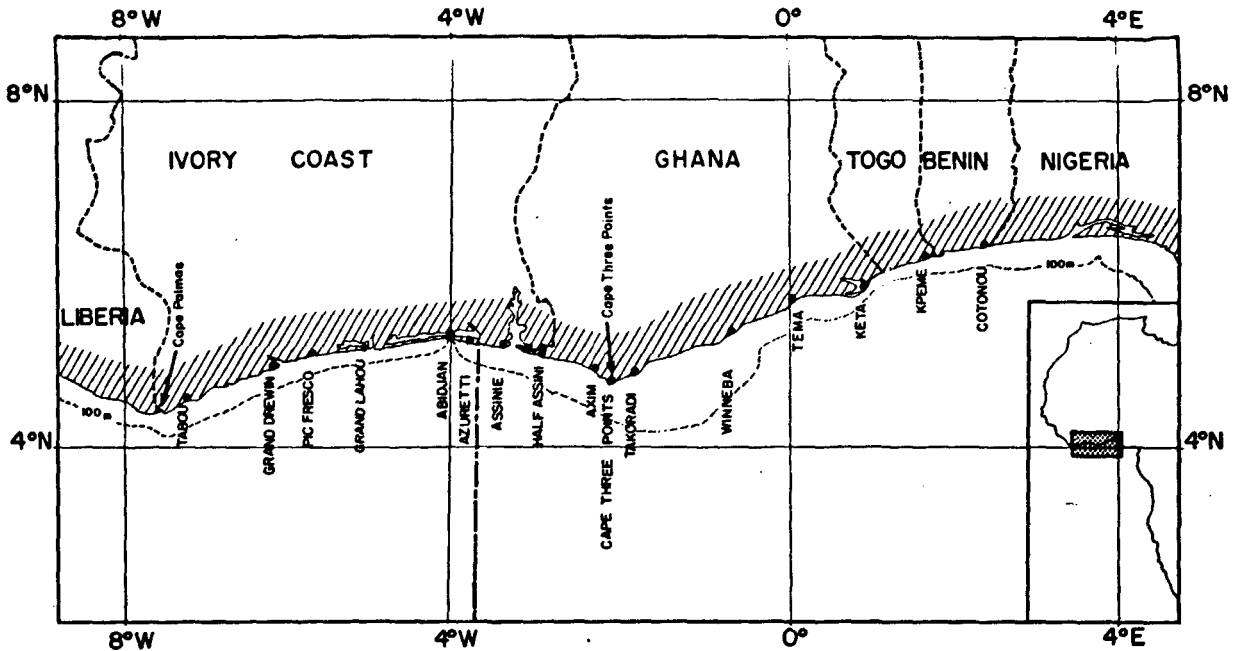 8°W 4°W 0° 4°E
8°N 8°N
IVORY COAST GHANA TOGO BENIN NIGERIA
LIBERIA
Cape Palmas
Cape Three Points
100m
100m
TABOU
GRAND DREWIN
PIC FRESCO
GRAND LAHOU
ABIDJAN
AZURETTI
ASSINIE
HALF ASSINI
AXIM
CAPE THREE POINTS
TAKORADI
WINNEBA
TEMA
KETA
KPEME
COTONOU
4°N 4°N
8°W 4°W 0° 4°E